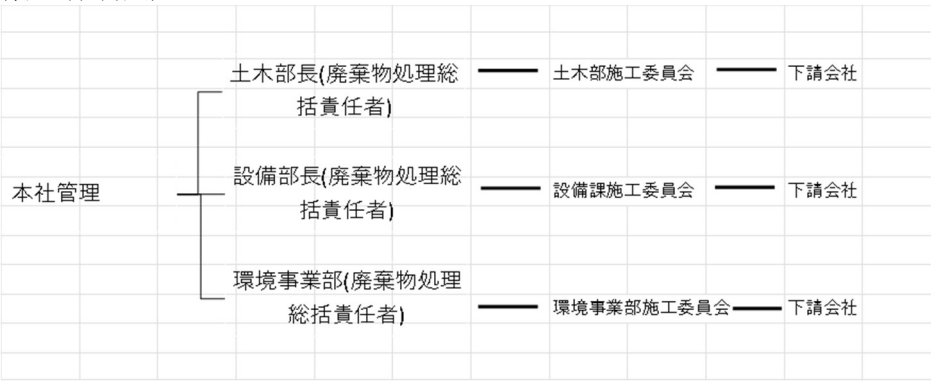 土木部長(廃棄物処理総
括責任者)
土木部施工委員会
下請会社
本社管理
設備部長(廃棄物処理総
括責任者)
設備課施工委員会
下請会社
環境事業部(廃棄物処理
総括責任者)
環境事業部施工委員会
下請会社